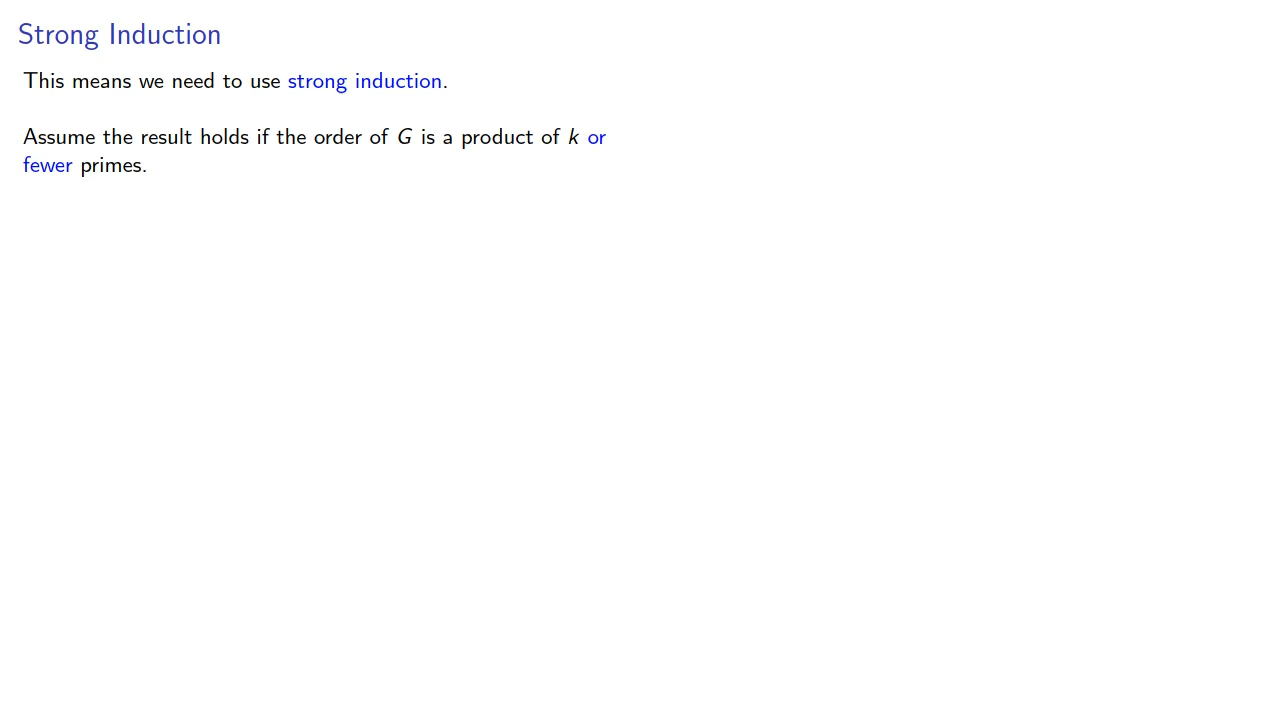 Strong Induction
This means we need to use strong induction.
Assume the result holds if the order of G is a product of k or
fewer primes.